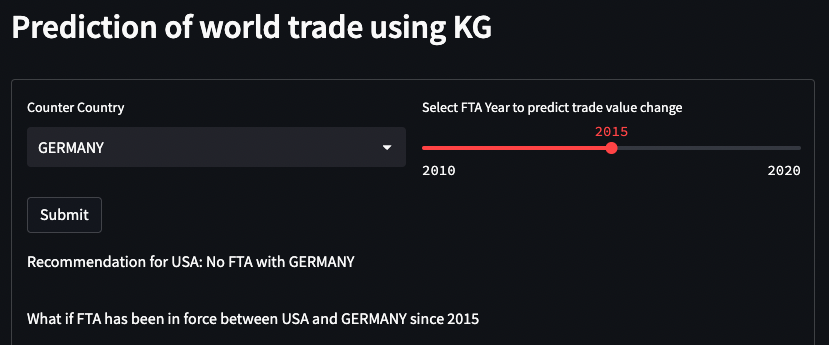 Prediction of world trade using KG
Counter Country
Select FTA Year to predict trade value change
2015
GERMANY
2010
2020
Submit
Recommendation for USA: No FTA with GERMANY
What if FTA has been in force between USA and GERMANY since 2015